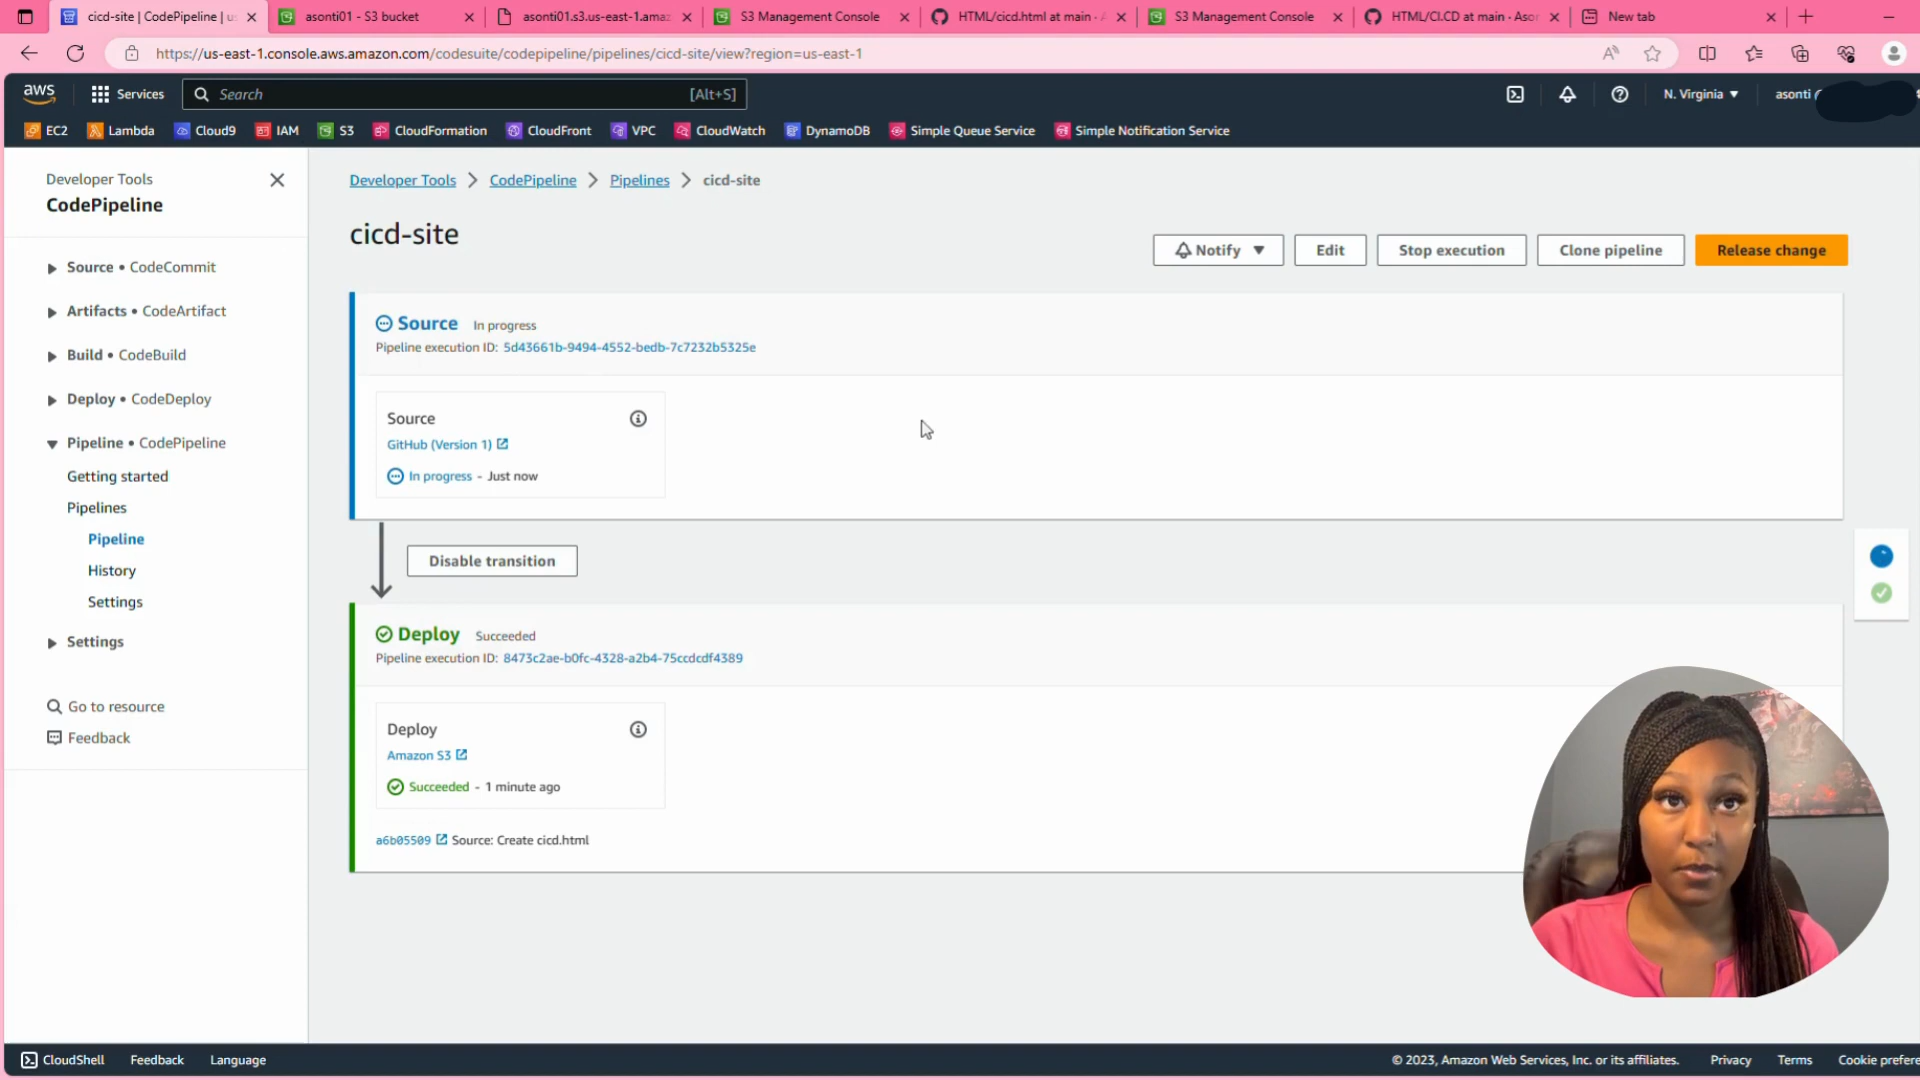 cicd-site | CodePipeline | us
asonti01 - S3 bucket
asonti01.s3.us-east-1.amaz
S3 Management Console
HTML/cicd.html at main · A
S3 Management Console
HTML/CI.CD at main · Aso
New tab
https://us-east-1.console.aws.amazon.com/codesuite/codepipeline/pipelines/cicd-site/view?region=us-east-1
aws
Services
Search
[Alt+S]
N. Virginia
asonti
EC2
Lambda
Cloud9
IAM
S3
CloudFormation
CloudFront
VPC
CloudWatch
DynamoDB
Simple Queue Service
Simple Notification Service
Developer Tools
CodePipeline
Source • CodeCommit
Artifacts • CodeArtifact
Build • CodeBuild
Deploy • CodeDeploy
Pipeline • CodePipeline
Getting started
Pipelines
Pipeline
History
Settings
Settings
Go to resource
Feedback
Developer Tools > CodePipeline > Pipelines > cicd-site
cicd-site
Notify
Edit
Stop execution
Clone pipeline
Release change
Source In progress
Pipeline execution ID: 5d43661b-9494-4552-bedb-7c7232b5325e
Source
GitHub (Version 1)
In progress - Just now
Disable transition
Deploy Succeeded
Pipeline execution ID: 8473c2ae-b0fc-4328-a2b4-75ccdcdf4389
Deploy
Amazon S3
Succeeded - 1 minute ago
a6b05509 Source: Create cicd.html
CloudShell
Feedback
Language
© 2023, Amazon Web Services, Inc. or its affiliates.
Privacy
Terms
Cookie prefere